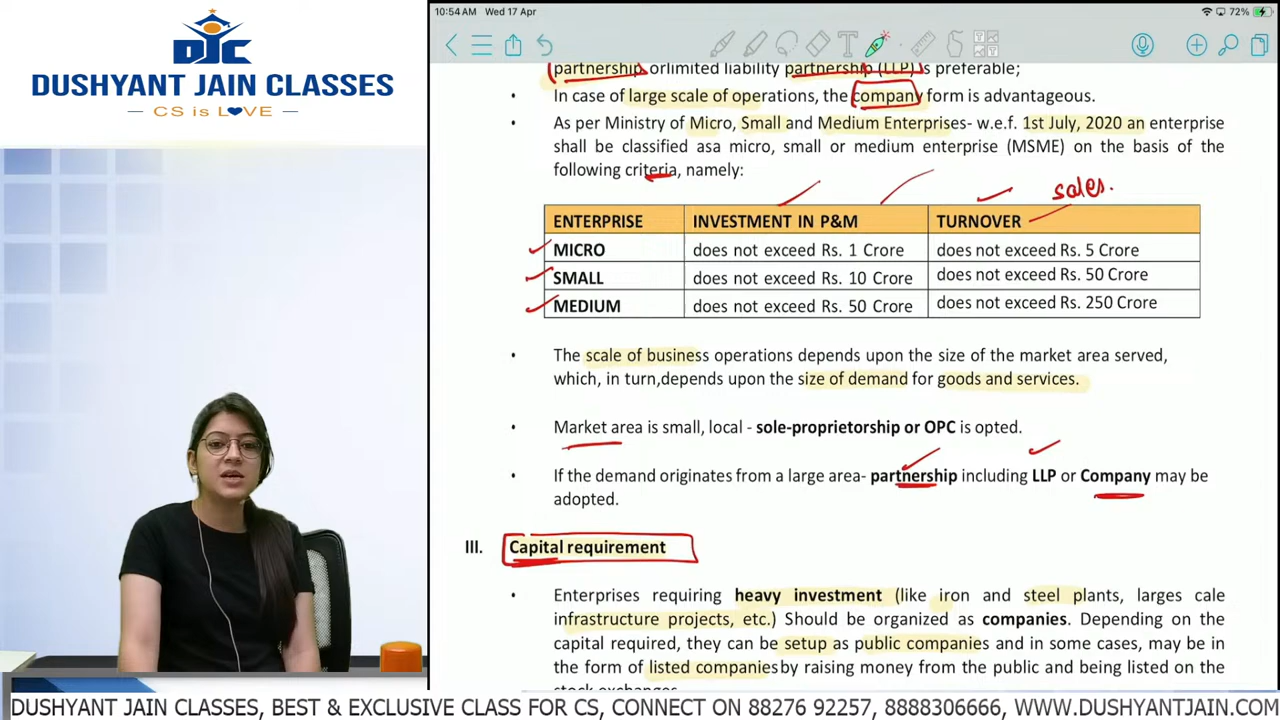 10:54 AM Wed 17 Apr
72%
DJC
DUSHYANT JAIN CLASSES
CS is LOVE
partnership orlimited liability partnership (LLP) is preferable;
• In case of large scale of operations, the company form is advantageous.
• As per Ministry of Micro, Small and Medium Enterprises- w.e.f. 1st July, 2020 an enterprise
shall be classified asa micro, small or medium enterprise (MSME) on the basis of the
following criteria, namely:
sales.
ENTERPRISE INVESTMENT IN P&M TURNOVER
MICRO does not exceed Rs. 1 Crore does not exceed Rs. 5 Crore
SMALL does not exceed Rs. 10 Crore does not exceed Rs. 50 Crore
MEDIUM does not exceed Rs. 50 Crore does not exceed Rs. 250 Crore
• The scale of business operations depends upon the size of the market area served,
which, in turn,depends upon the size of demand for goods and services.
• Market area is small, local - sole-proprietorship or OPC is opted.
• If the demand originates from a large area- partnership including LLP or Company may be
adopted.
III. Capital requirement
• Enterprises requiring heavy investment (like iron and steel plants, larges cale
infrastructure projects, etc.) Should be organized as companies. Depending on the
capital required, they can be setup as public companies and in some cases, may be in
the form of listed companiesby raising money from the public and being listed on the
stock exchanges.
DUSHYANT JAIN CLASSES, BEST & EXCLUSIVE CLASS FOR CS, CONNECT ON 88276 92257, 8888306666, WWW.DUSHYANTJAIN.COM